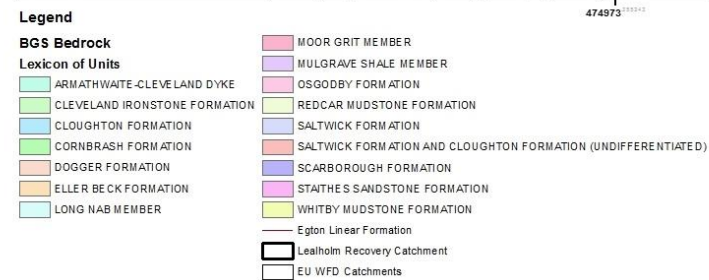 474973
Legend
BGS Bedrock
Lexicon of Units
ARMATHWAITE-CLEVELAND DYKE
CLEVELAND IRONSTONE FORMATION
CLOUGHTON FORMATION
CORNBRASH FORMATION
DOGGER FORMATION
ELLER BECK FORMATION
LONG NAB MEMBER
MOOR GRIT MEMBER
MULGRAVE SHALE MEMBER
OSGODBY FORMATION
REDCAR MUDSTONE FORMATION
SALTWICK FORMATION
SALTWICK FORMATION AND CLOUGHTON FORMATION (UNDIFFERENTIATED)
SCARBOROUGH FORMATION
STAITHES SANDSTONE FORMATION
WHITBY MUDSTONE FORMATION
Egton Linear Formation
Lealholm Recovery Catchment
EU WFD Catchments